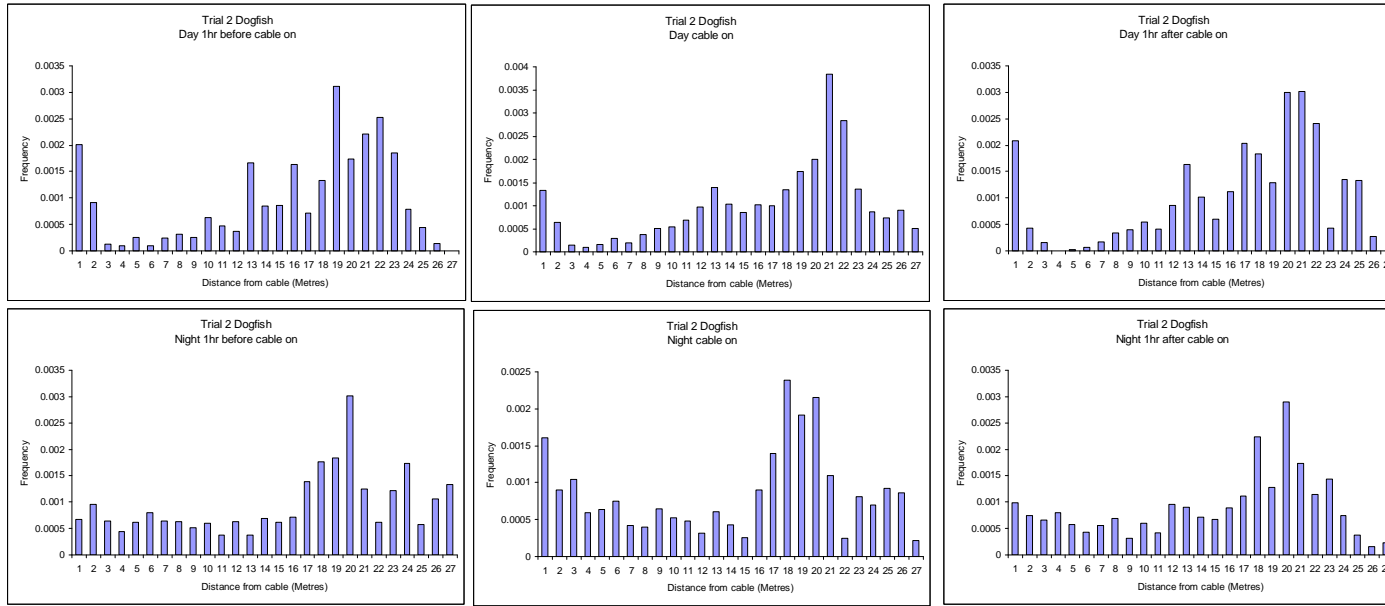 Trial 2 Dogfish
Day 1hr before cable on
0.0035
0.003
0.0025
0.002
0.0015
0.001
0.0005
0
Frequency
1 2 3 4 5 6 7 8 9 10 11 12 13 14 15 16 17 18 19 20 21 22 23 24 25 26 27
Distance from cable (Metres)
Trial 2 Dogfish
Day cable on
0.004
0.0035
0.003
0.0025
0.002
0.0015
0.001
0.0005
0
Frequency
1 2 3 4 5 6 7 8 9 10 11 12 13 14 15 16 17 18 19 20 21 22 23 24 25 26 27
Distance from cable (Metres)
Trial 2 Dogfish
Day 1hr after cable on
0.0035
0.003
0.0025
0.002
0.0015
0.001
0.0005
0
Frequency
1 2 3 4 5 6 7 8 9 10 11 12 13 14 15 16 17 18 19 20 21 22 23 24 25 26
Distance from cable (Metres)
Trial 2 Dogfish
Night 1hr before cable on
0.0035
0.003
0.0025
0.002
0.0015
0.001
0.0005
0
Frequency
1 2 3 4 5 6 7 8 9 10 11 12 13 14 15 16 17 18 19 20 21 22 23 24 25 26 27
Distance from cable (Metres)
Trial 2 Dogfish
Night cable on
0.0025
0.002
0.0015
0.001
0.0005
0
Frequency
1 2 3 4 5 6 7 8 9 10 11 12 13 14 15 16 17 18 19 20 21 22 23 24 25 26 27
Distance from cable (Metres)
Trial 2 Dogfish
Night 1hr after cable on
0.0035
0.003
0.0025
0.002
0.0015
0.001
0.0005
0
Frequency
1 2 3 4 5 6 7 8 9 10 11 12 13 14 15 16 17 18 19 20 21 22 23 24 25 26
Distance from cable (Metres)